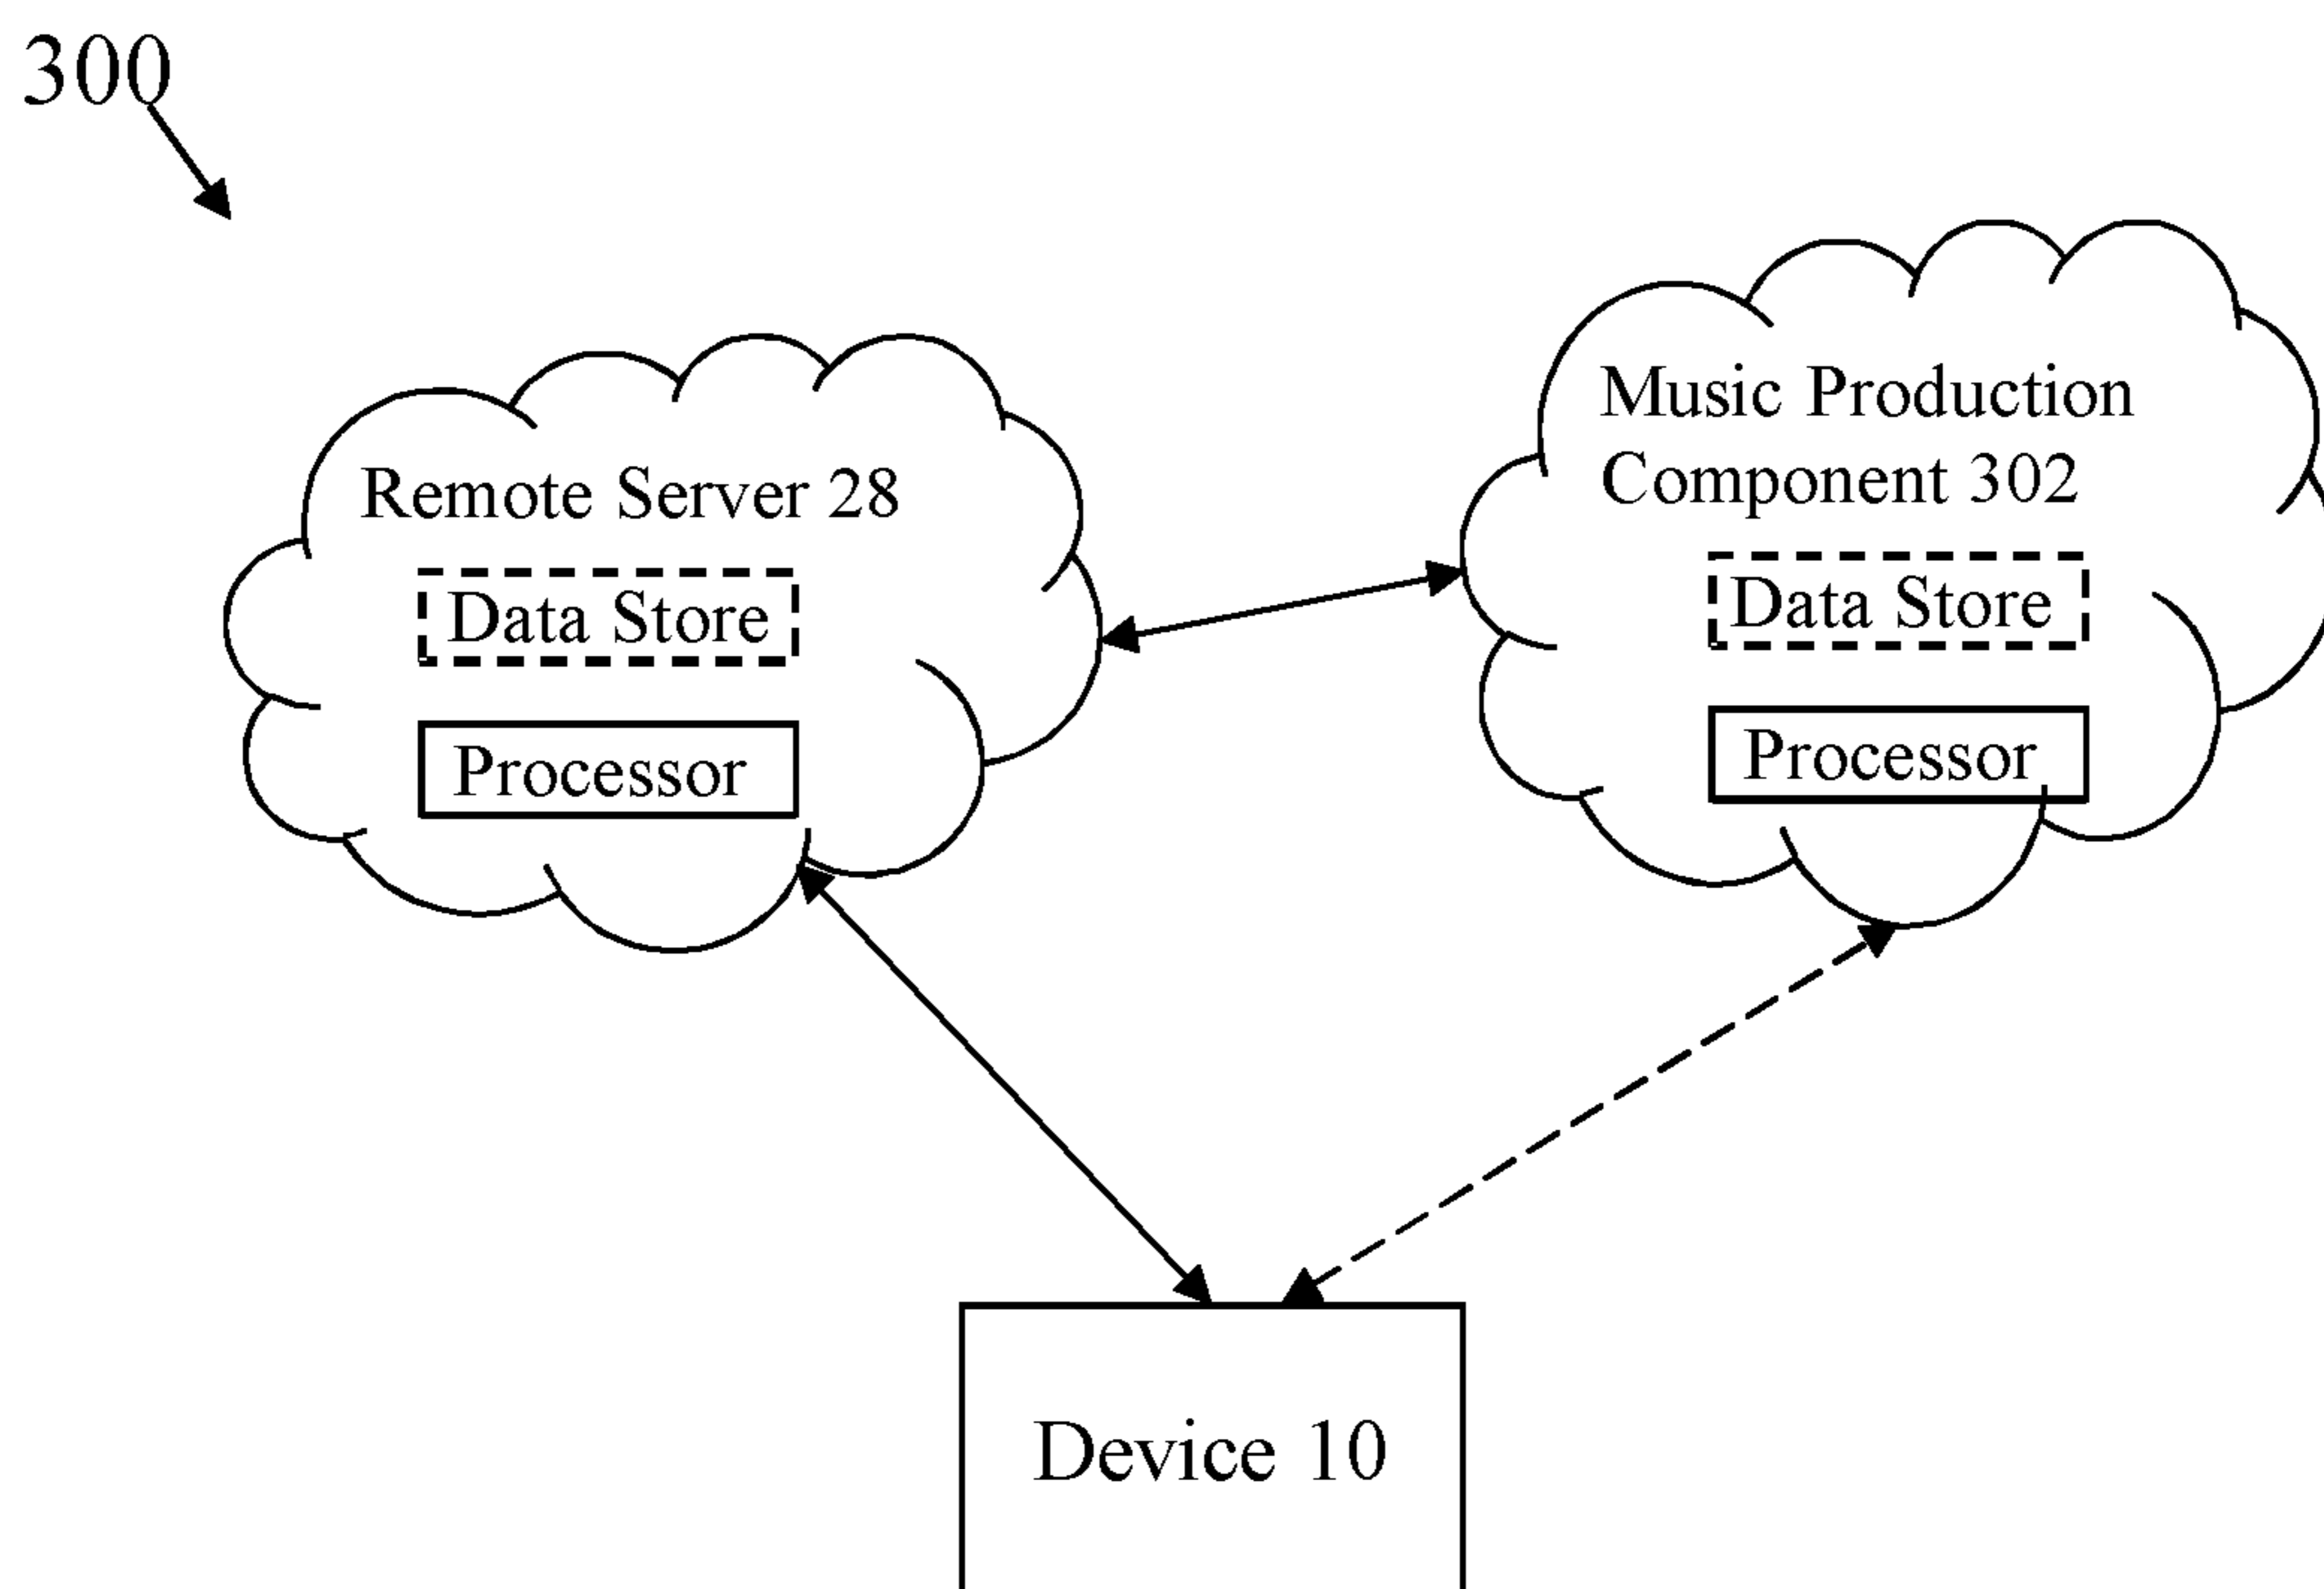 300
Remote Server 28
Data Store
Processor
Music Production
Component 302
Data Store
Processor
Device 10